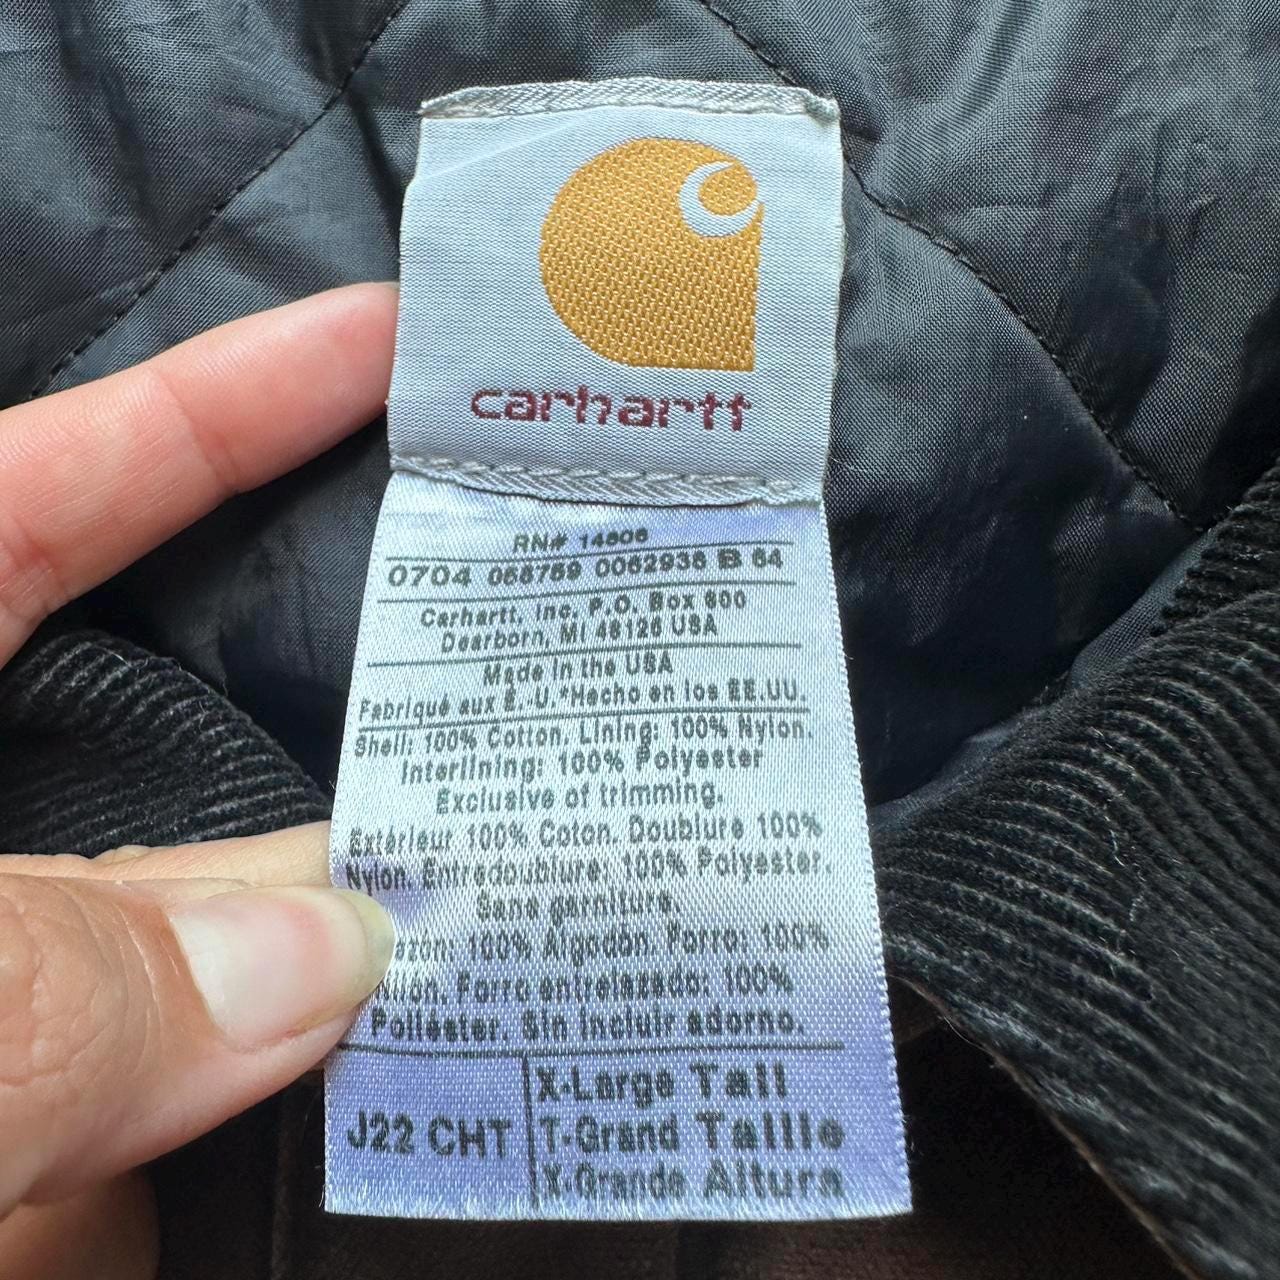 carhartt
RN# 14806
0704 068769 0062936 B 64
Carhartt, Inc. P.O. Box 600
Dearborn, MI 48126 USA
Made in the USA
Fabriqué aux É.-U.*Hecho en los EE.UU.
Shell: 100% Cotton. Lining: 100% Nylon.
Interlining: 100% Polyester
Exclusive of trimming.
Extérieur 100% Coton. Doublure 100%
Nylon. Entredoublure: 100% Polyester.
Sans garniture.
100% Algodon. Forro: 100%
Forro entrelazado: 100%
Poliéster. Sin incluir adorno.
J22 CHT
X-Large Tall
T-Grand Taille
X-Grande Altura